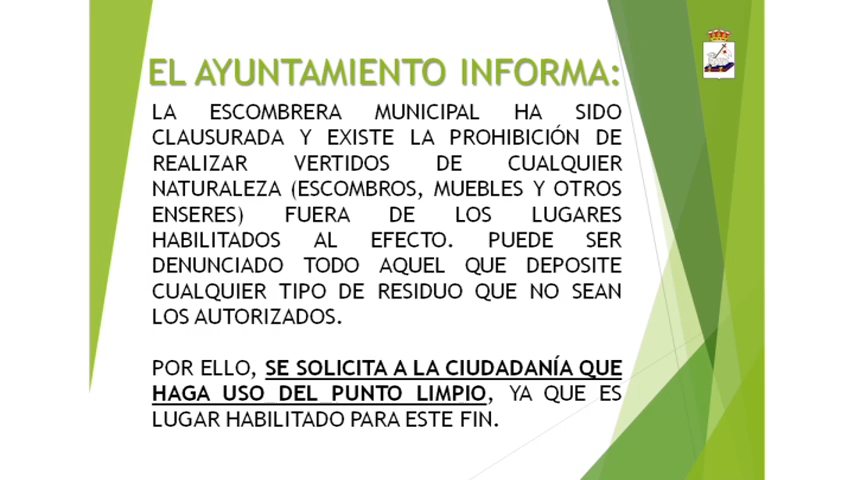 EL AYUNTAMIENTO INFORMA:
LA ESCOMBRERA MUNICIPAL HA SIDO
CLAUSURADA Y EXISTE LA PROHIBICIÓN DE
REALIZAR VERTIDOS DE CUALQUIER
NATURALEZA (ESCOMBROS, MUEBLES Y OTROS
ENSERES) FUERA DE LOS LUGARES
HABILITADOS AL EFECTO. PUEDE SER
DENUNCIADO TODO AQUEL QUE DEPOSITE
CUALQUIER TIPO DE RESIDUO QUE NO SEAN
LOS AUTORIZADOS.
POR ELLO, SE SOLICITA A LA CIUDADANÍA QUE
HAGA USO DEL PUNTO LIMPIO, YA QUE ES
LUGAR HABILITADO PARA ESTE FIN.